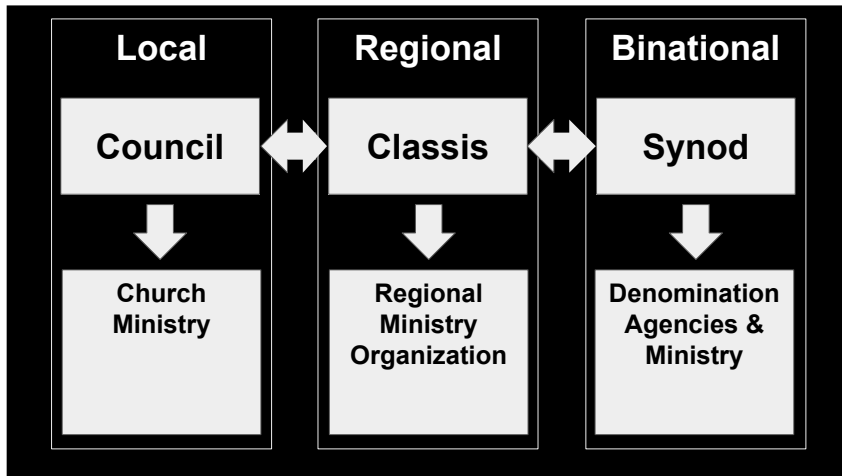 Local
Regional
Binational
Council
Classis
Synod
Church
Ministry
Regional
Ministry
Organization
Denomination
Agencies &
Ministry